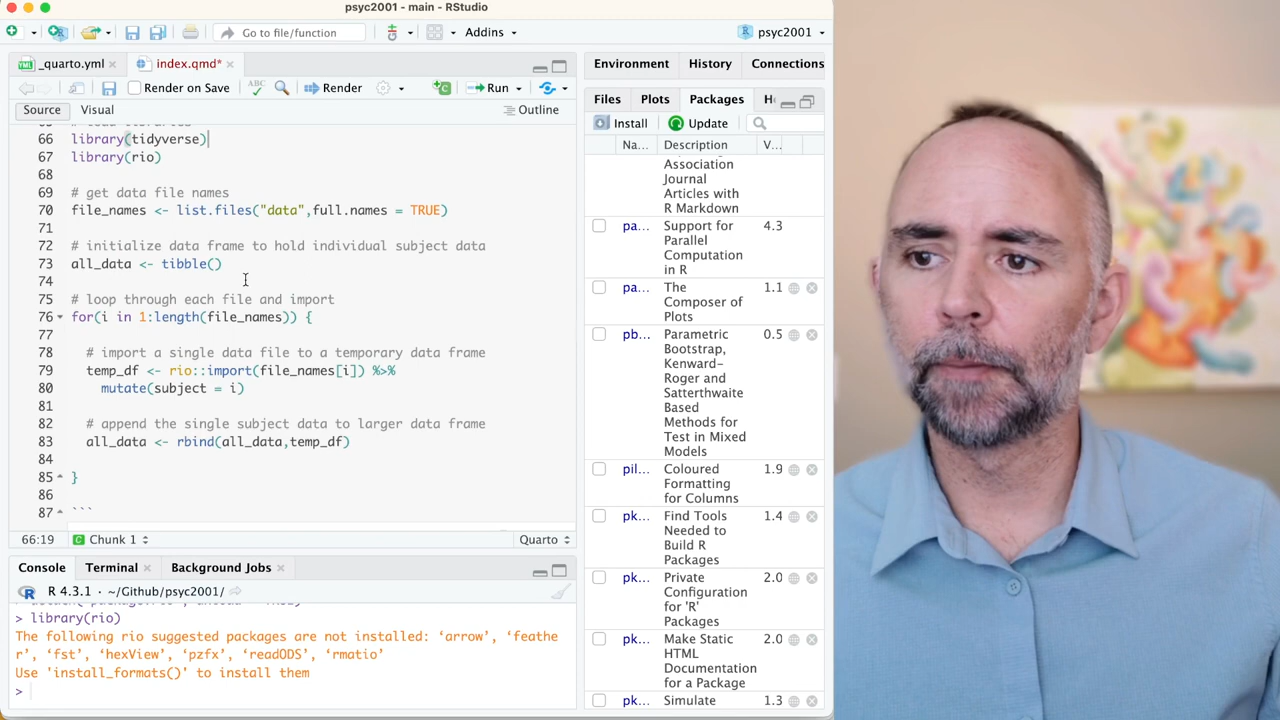 psyc2001 - main - RStudio
Go to file/function
Addins
psyc2001
_quarto.yml
index.qmd*
Render on Save
ABC
Render
Run
Source
Visual
Outline
66 library(tidyverse)
67 library(rio)
68
69 # get data file names
70 file_names <- list.files("data",full.names = TRUE)
71
72 # initialize data frame to hold individual subject data
73 all_data <- tibble()
74
75 # loop through each file and import
76 for(i in 1:length(file_names)) {
77
78 # import a single data file to a temporary data frame
79 temp_df <- rio::import(file_names[i]) %>%
80 mutate(subject = i)
81
82 # append the single subject data to larger data frame
83 all_data <- rbind(all_data,temp_df)
84
85 }
86
87 ```
66:19
Chunk 1
Quarto
Console
Terminal
Background Jobs
R 4.3.1 · ~/Github/psyc2001/
> library(rio)
The following rio suggested packages are not installed: ‘arrow’, ‘feathe
r’, ‘fst’, ‘hexView’, ‘pzfx’, ‘readODS’, ‘rmatio’
Use 'install_formats()' to install them
>
Environment
History
Connections
Files
Plots
Packages
Install
Update
Na...
Description
V...
Association
Journal
Articles with
R Markdown
pa...
Support for
Parallel
Computation
in R
4.3
pa...
The
Composer of
Plots
1.1
pb...
Parametric
Bootstrap,
Kenward-
Roger and
Satterthwaite
Based
Methods for
Test in Mixed
Models
0.5
pil...
Coloured
Formatting
for Columns
1.9
pk...
Find Tools
Needed to
Build R
Packages
1.4
pk...
Private
Configuration
for 'R'
Packages
2.0
pk...
Make Static
HTML
Documentation
for a Package
2.0
pk...
Simulate
1.3